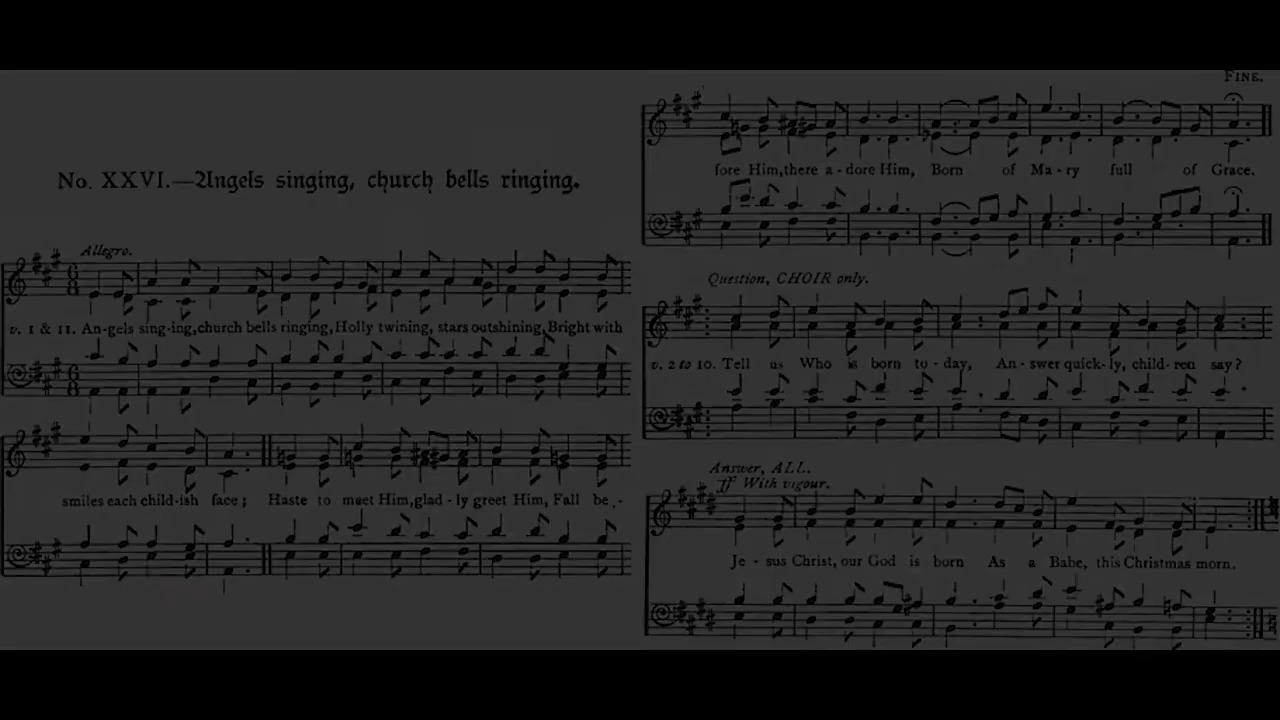 No. XXVI.—Angels singing, church bells ringing.
Allegro.
v. 1 & 11. An-gels sing-ing, church bells ringing, Holly twining, stars outshining, Bright with
smiles each child-ish face; Haste to meet Him, glad-ly greet Him, Fall be-
FINE.
fore Him, there a-dore Him, Born of Ma-ry full of Grace.
Question, CHOIR only.
v. 2 to 10. Tell us Who is born to-day, An-swer quick-ly, child-ren say?
Answer, ALL.
ff With vigour.
Je-sus Christ, our God is born As a Babe, this Christmas morn.